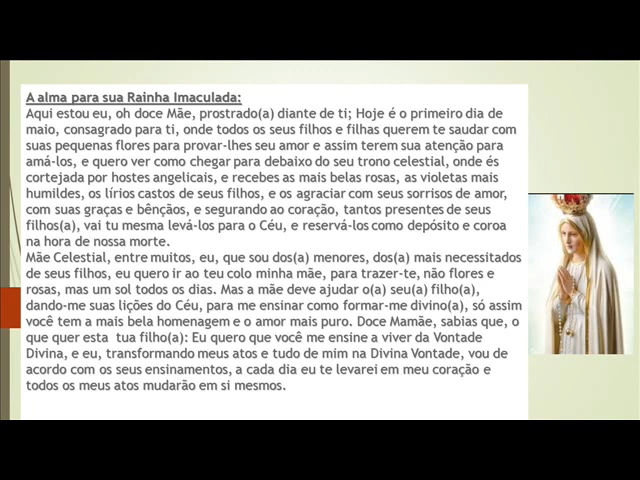 A alma para sua Rainha Imaculada:
Aqui estou eu, oh doce Mãe, prostrado(a) diante de ti; Hoje é o primeiro dia de
maio, consagrado para ti, onde todos os seus filhos e filhas querem te saudar com
suas pequenas flores para provar-lhes seu amor e assim terem sua atenção para
amá-los, e quero ver como chegar para debaixo do seu trono celestial, onde és
cortejada por hostes angelicais, e recebes as mais belas rosas, as violetas mais
humildes, os lírios castos de seus filhos, e os agraciar com seus sorrisos de amor,
com suas graças e bênçãos, e segurando ao coração, tantos presentes de seus
filhos(a), vai tu mesma levá-los para o Céu, e reservá-los como depósito e coroa
na hora de nossa morte.
Mãe Celestial, entre muitos, eu, que sou dos(a) menores, dos(a) mais necessitados
de seus filhos, eu quero ir ao teu colo minha mãe, para trazer-te, não flores e
rosas, mas um sol todos os dias. Mas a mãe deve ajudar o(a) seu(a) filho(a),
dando-me suas lições do Céu, para me ensinar como formar-me divino(a), só assim
você tem a mais bela homenagem e o amor mais puro. Doce Mamãe, sabias que, o
que quer esta tua filho(a): Eu quero que você me ensine a viver da Vontade
Divina, e eu, transformando meus atos e tudo de mim na Divina Vontade, vou de
acordo com os seus ensinamentos, a cada dia eu te levarei em meu coração e
todos os meus atos mudarão em si mesmos.